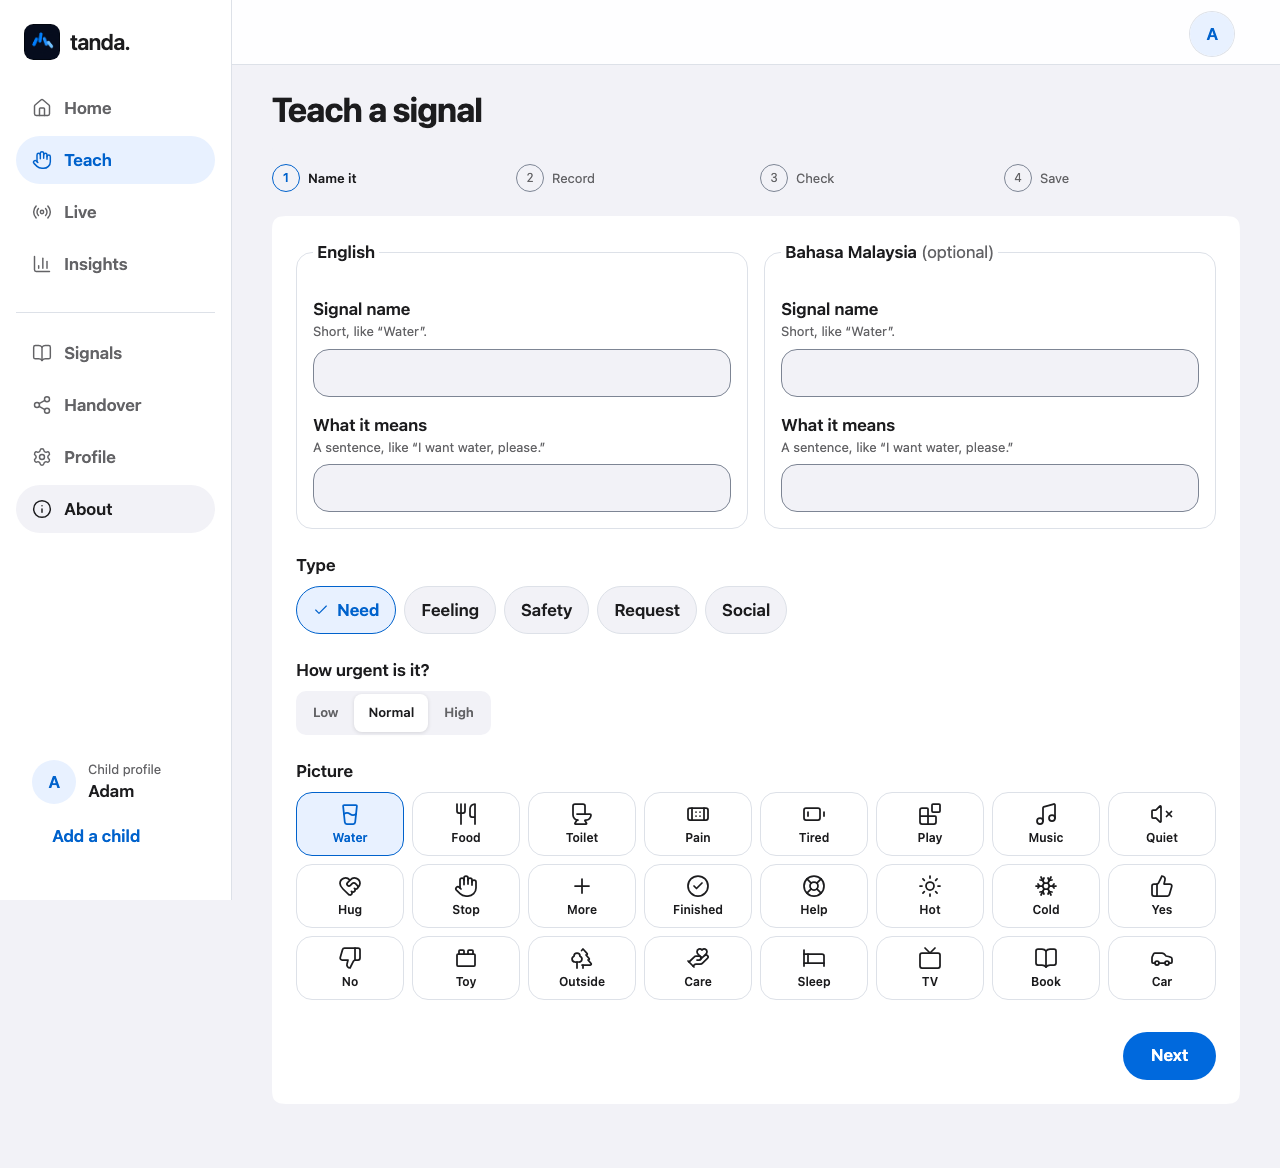 tanda.
A
Home
Teach
Live
Insights
Signals
Handover
Profile
About
A
Child profile
Adam
Add a child
Teach a signal
1 Name it
2 Record
3 Check
4 Save
English
Signal name
Short, like “Water”.
What it means
A sentence, like “I want water, please.”
Bahasa Malaysia (optional)
Signal name
Short, like “Water”.
What it means
A sentence, like “I want water, please.”
Type
Need Feeling Safety Request Social
How urgent is it?
Low Normal High
Picture
Water Food Toilet Pain Tired Play Music Quiet
Hug Stop More Finished Help Hot Cold Yes
No Toy Outside Care Sleep TV Book Car
Next